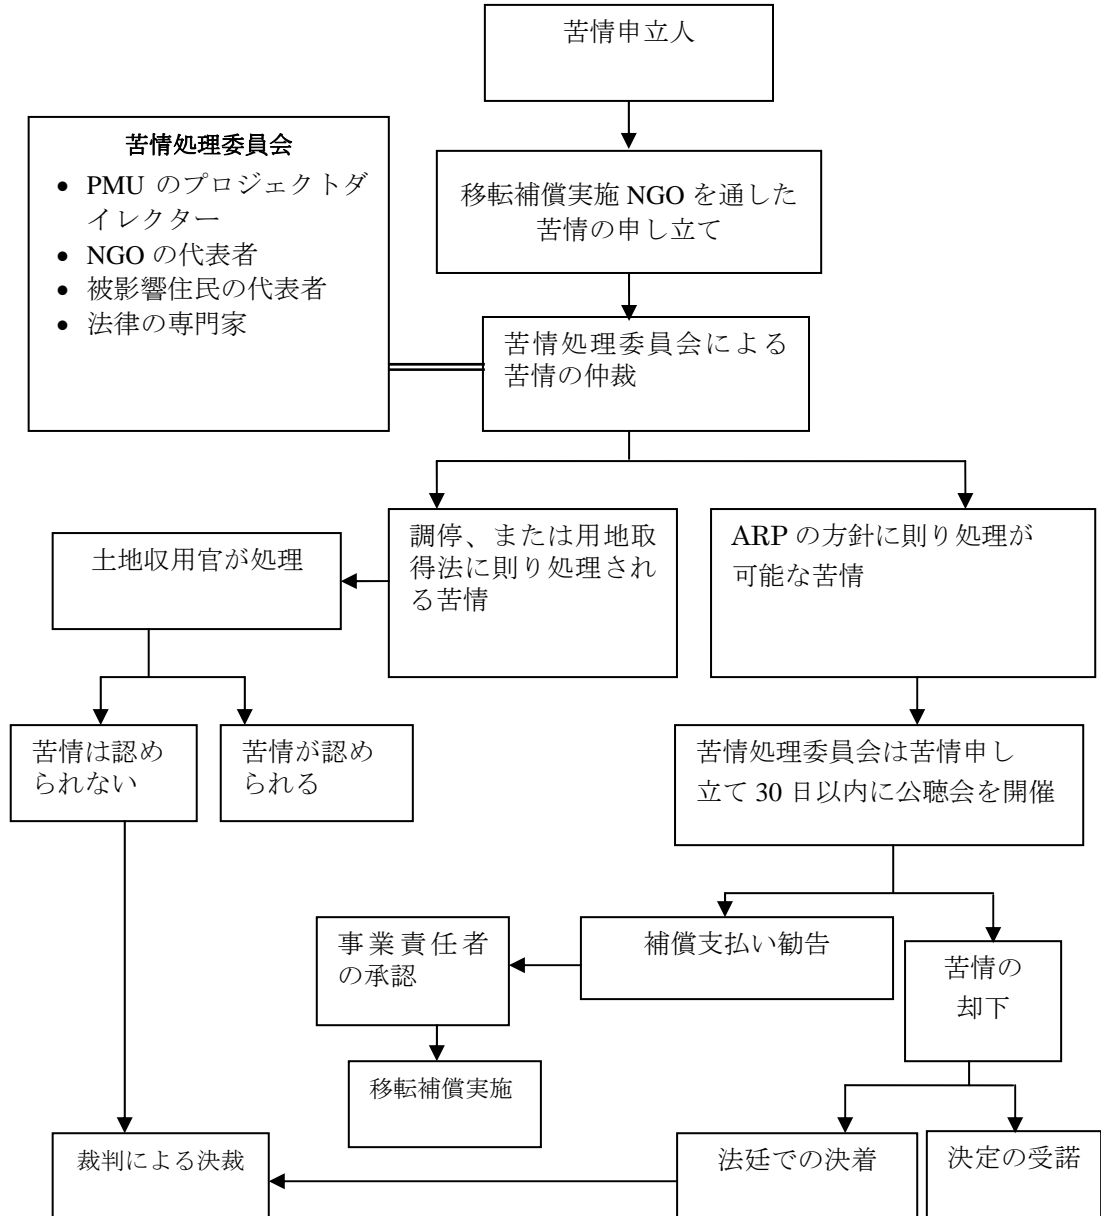 苦情申立人
苦情処理委員会
• PMU のプロジェクトダ
イレクター
• NGO の代表者
• 被影響住民の代表者
• 法律の専門家
移転補償実施 NGO を通した
苦情の申し立て
苦情処理委員会による
苦情の仲裁
土地収用官が処理
調停、または用地取
得法に則り処理され
る苦情
ARP の方針に則り処理が
可能な苦情
苦情は認め
られない
苦情が認め
られる
苦情処理委員会は苦情申し
立て 30 日以内に公聴会を開催
事業責任者
の承認
補償支払い勧告
苦情の
却下
移転補償実施
裁判による決裁
法廷での決着
決定の受諾